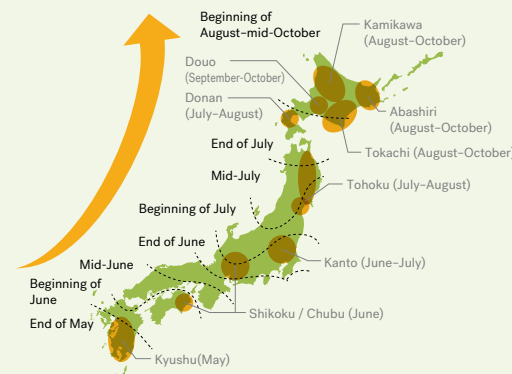 Beginning of
August–mid-October
Kamikawa
(August–October)
Douo
(September-October)
Donan
(July–August)
Abashiri
(August–October)
End of July
Tokachi (August–October)
Mid-July
Tohoku (July–August)
Beginning of July
End of June
Kanto (June–July)
Mid-June
Beginning of
June
Shikoku / Chubu (June)
End of May
Kyushu(May)